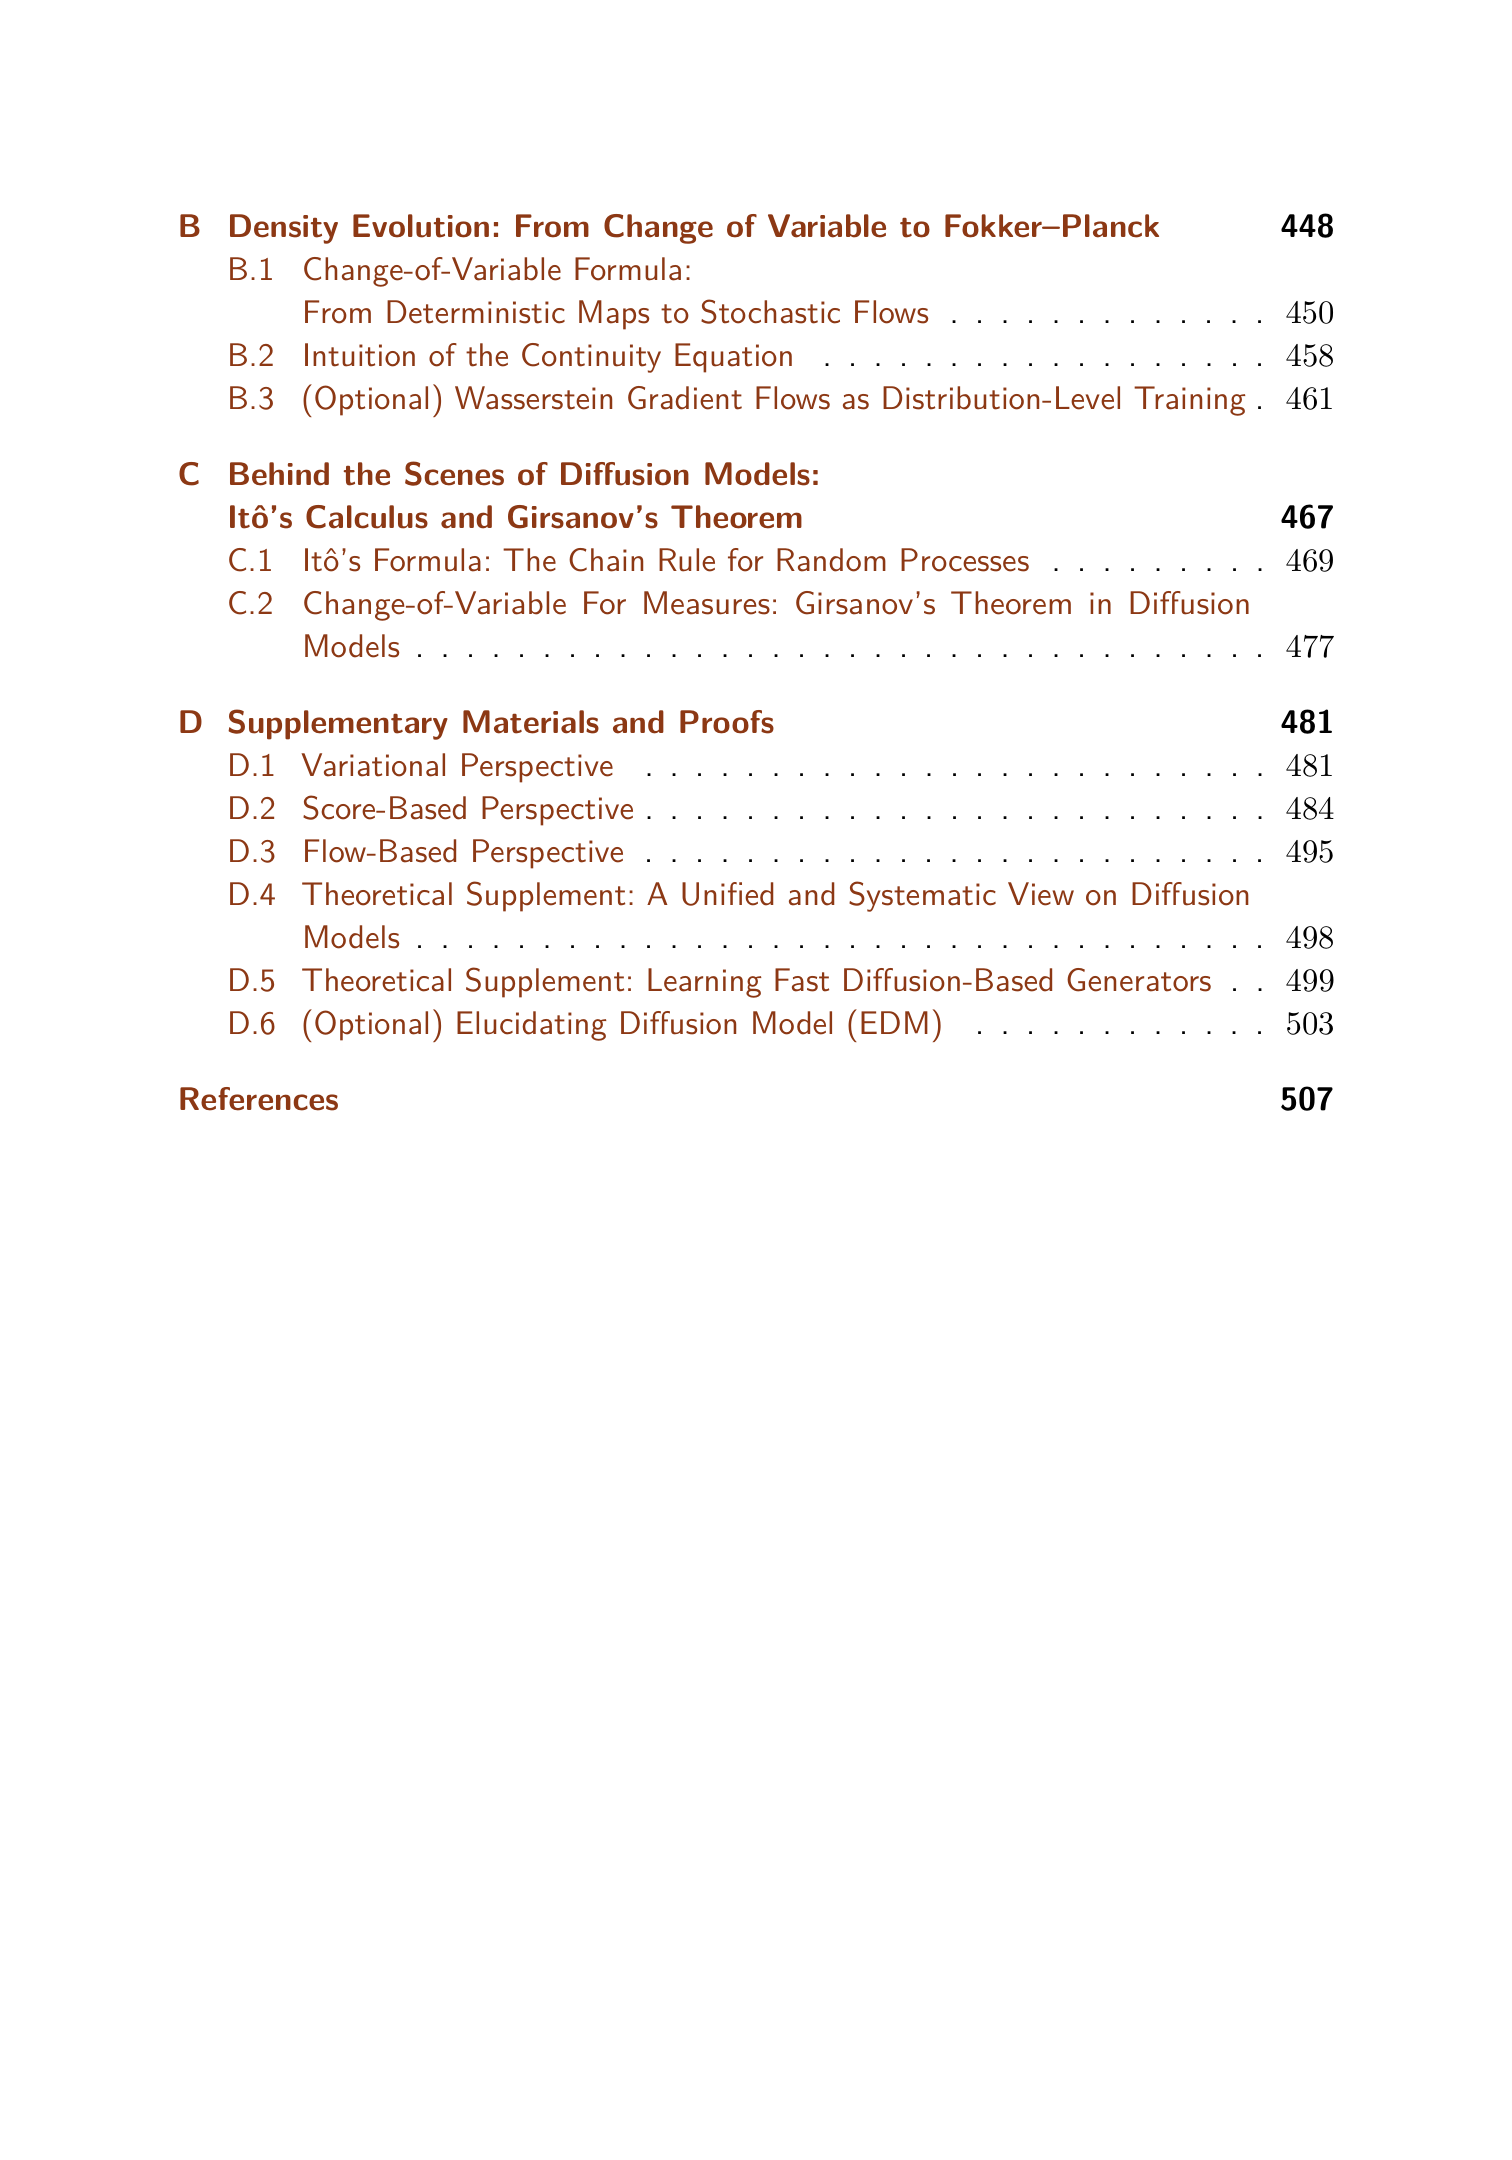 B Density Evolution: From Change of Variable to Fokker–Planck 448
B.1 Change-of-Variable Formula:
From Deterministic Maps to Stochastic Flows . . . . . . . . . . . . . 450
B.2 Intuition of the Continuity Equation . . . . . . . . . . . . . . . . . . 458
B.3 (Optional) Wasserstein Gradient Flows as Distribution-Level Training . 461
C Behind the Scenes of Diffusion Models:
Itô's Calculus and Girsanov's Theorem 467
C.1 Itô's Formula: The Chain Rule for Random Processes . . . . . . . . . 469
C.2 Change-of-Variable For Measures: Girsanov's Theorem in Diffusion
Models . . . . . . . . . . . . . . . . . . . . . . . . . . . . . . . . . . 477
D Supplementary Materials and Proofs 481
D.1 Variational Perspective . . . . . . . . . . . . . . . . . . . . . . . . . 481
D.2 Score-Based Perspective . . . . . . . . . . . . . . . . . . . . . . . . . 484
D.3 Flow-Based Perspective . . . . . . . . . . . . . . . . . . . . . . . . . 495
D.4 Theoretical Supplement: A Unified and Systematic View on Diffusion
Models . . . . . . . . . . . . . . . . . . . . . . . . . . . . . . . . . . 498
D.5 Theoretical Supplement: Learning Fast Diffusion-Based Generators . . 499
D.6 (Optional) Elucidating Diffusion Model (EDM) . . . . . . . . . . . . 503
References 507